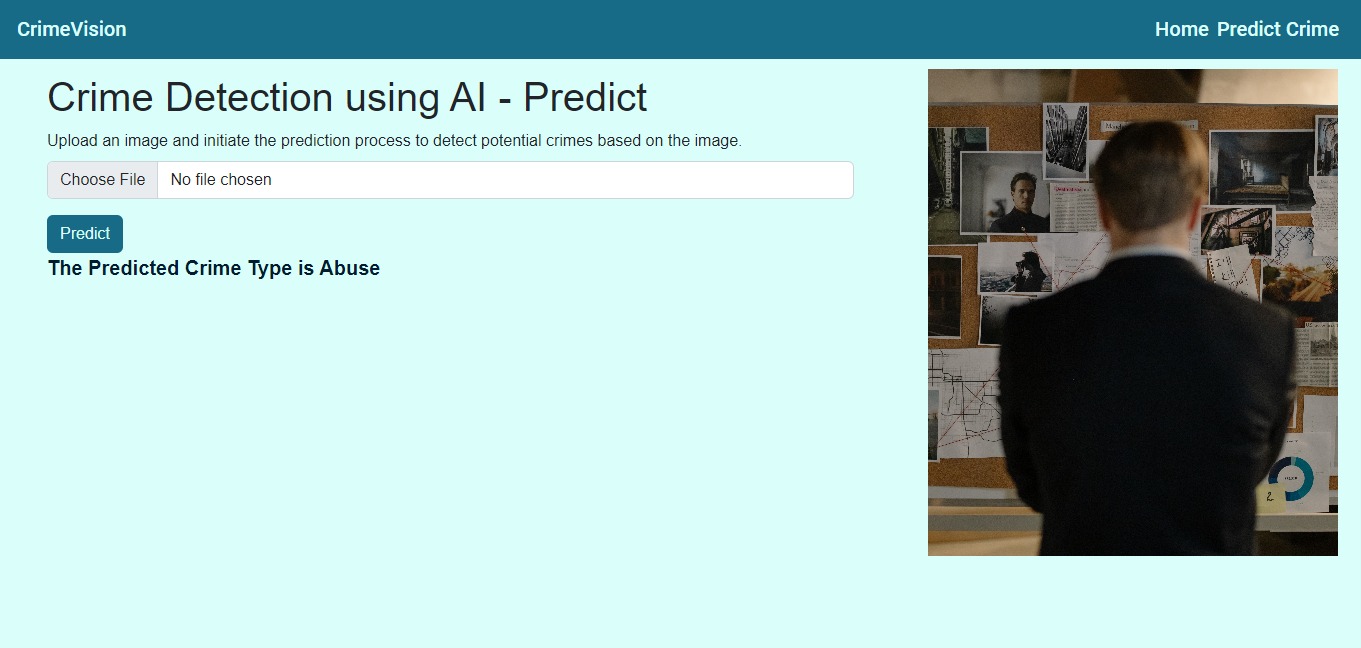 CrimeVision
Home Predict Crime
Crime Detection using AI - Predict
Upload an image and initiate the prediction process to detect potential crimes based on the image.
Choose File No file chosen
Predict
The Predicted Crime Type is Abuse
2